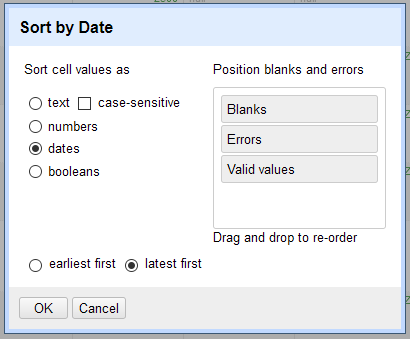 Sort by Date
Sort cell values as
Position blanks and errors
text
case-sensitive
numbers
dates
booleans
Blanks
Errors
Valid values
Drag and drop to re-order
earliest first
latest first
OK
Cancel